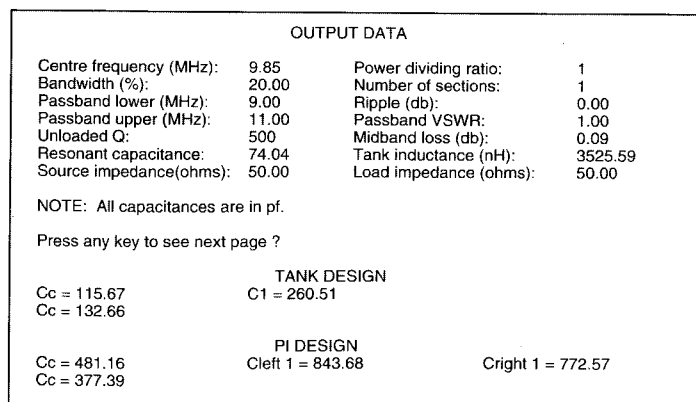 OUTPUT DATA
Centre frequency (MHz): 9.85 Power dividing ratio: 1
Bandwidth (%): 20.00 Number of sections: 1
Passband lower (MHz): 9.00 Ripple (db): 0.00
Passband upper (MHz): 11.00 Passband VSWR: 1.00
Unloaded Q: 500 Midband loss (db): 0.09
Resonant capacitance: 74.04 Tank inductance (nH): 3525.59
Source impedance(ohms): 50.00 Load impedance (ohms): 50.00
NOTE: All capacitances are in pf.
Press any key to see next page ?
TANK DESIGN
Cc = 115.67 C1 = 260.51
Cc = 132.66
PI DESIGN
Cc = 481.16 Cleft 1 = 843.68 Cright 1 = 772.57
Cc = 377.39